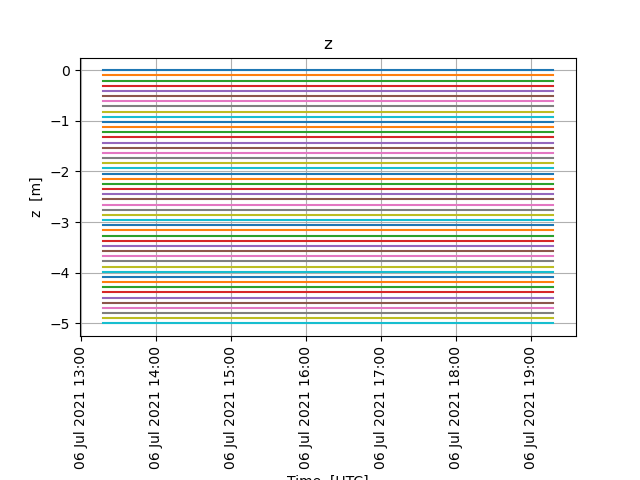 z
0
−1
−2
−3
−4
−5
z [m]
06 Jul 2021 13:00
06 Jul 2021 14:00
06 Jul 2021 15:00
06 Jul 2021 16:00
06 Jul 2021 17:00
06 Jul 2021 18:00
06 Jul 2021 19:00
Time [UTC]